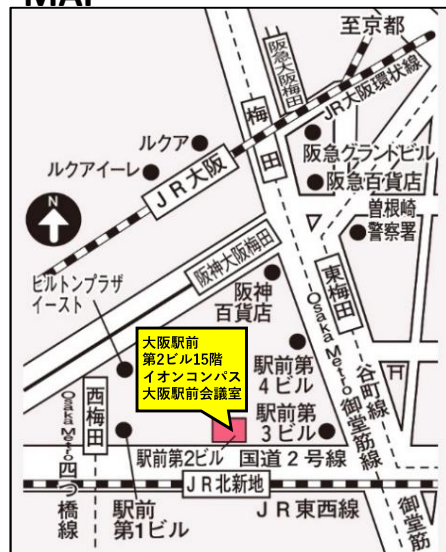 MAP
至京都
阪急大阪梅田
JR大阪環状線
梅田
ルクア
ルクアイーレ
阪急グランドビル
阪急百貨店
JR大阪
N
曽根崎
警察署
阪神大阪梅田
東梅田
ヒルトンプラザ
イースト
阪神
百貨店
Osaka Metro 御堂筋線
谷町線
大阪駅前
第2ビル15階
イオンコンパス
大阪駅前会議室
駅前第
4ビル
西梅田
Osaka Metro 四つ橋線
駅前第
3ビル
駅前第2ビル
国道2号線
JR北新地
駅前
第1ビル
JR東西線
御堂筋